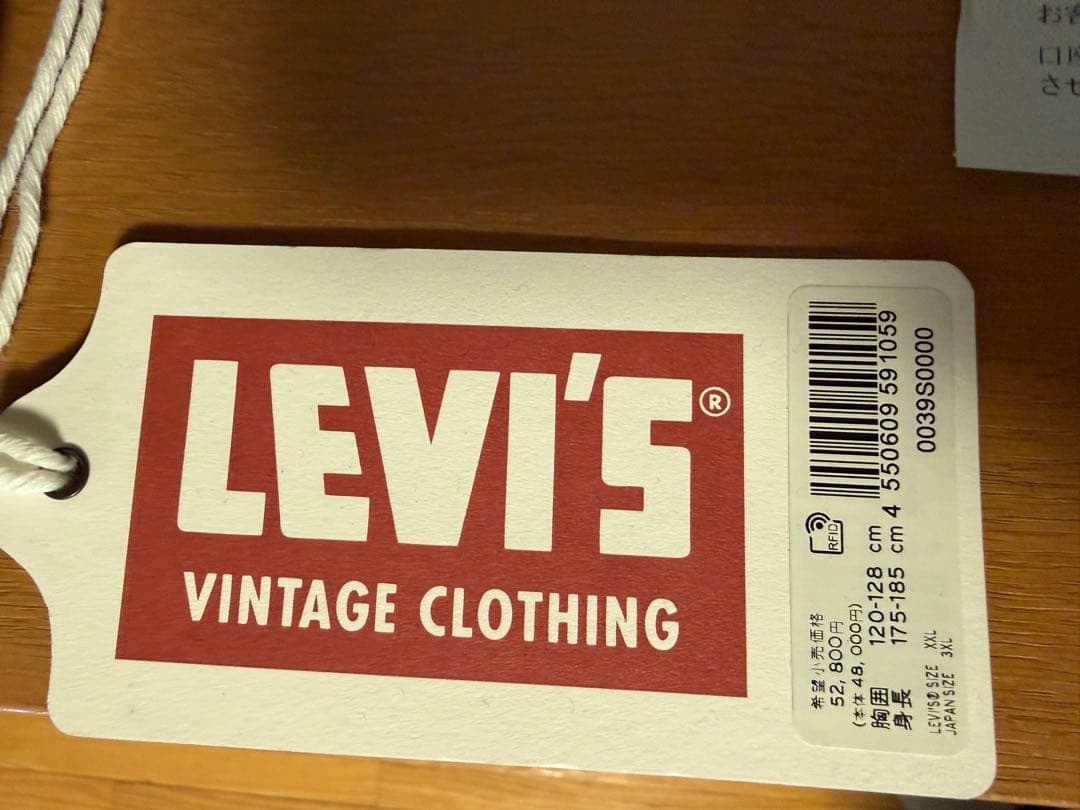 LEVI'S®
VINTAGE CLOTHING
4 550609 591059
0039S0000
RFID
希望小売価格
52,800円
(本体 48,000円)
胸囲 120-128 cm
身長 175-185 cm
LEVI'S® SIZE XXL
JAPAN SIZE 3XL
お客
させ